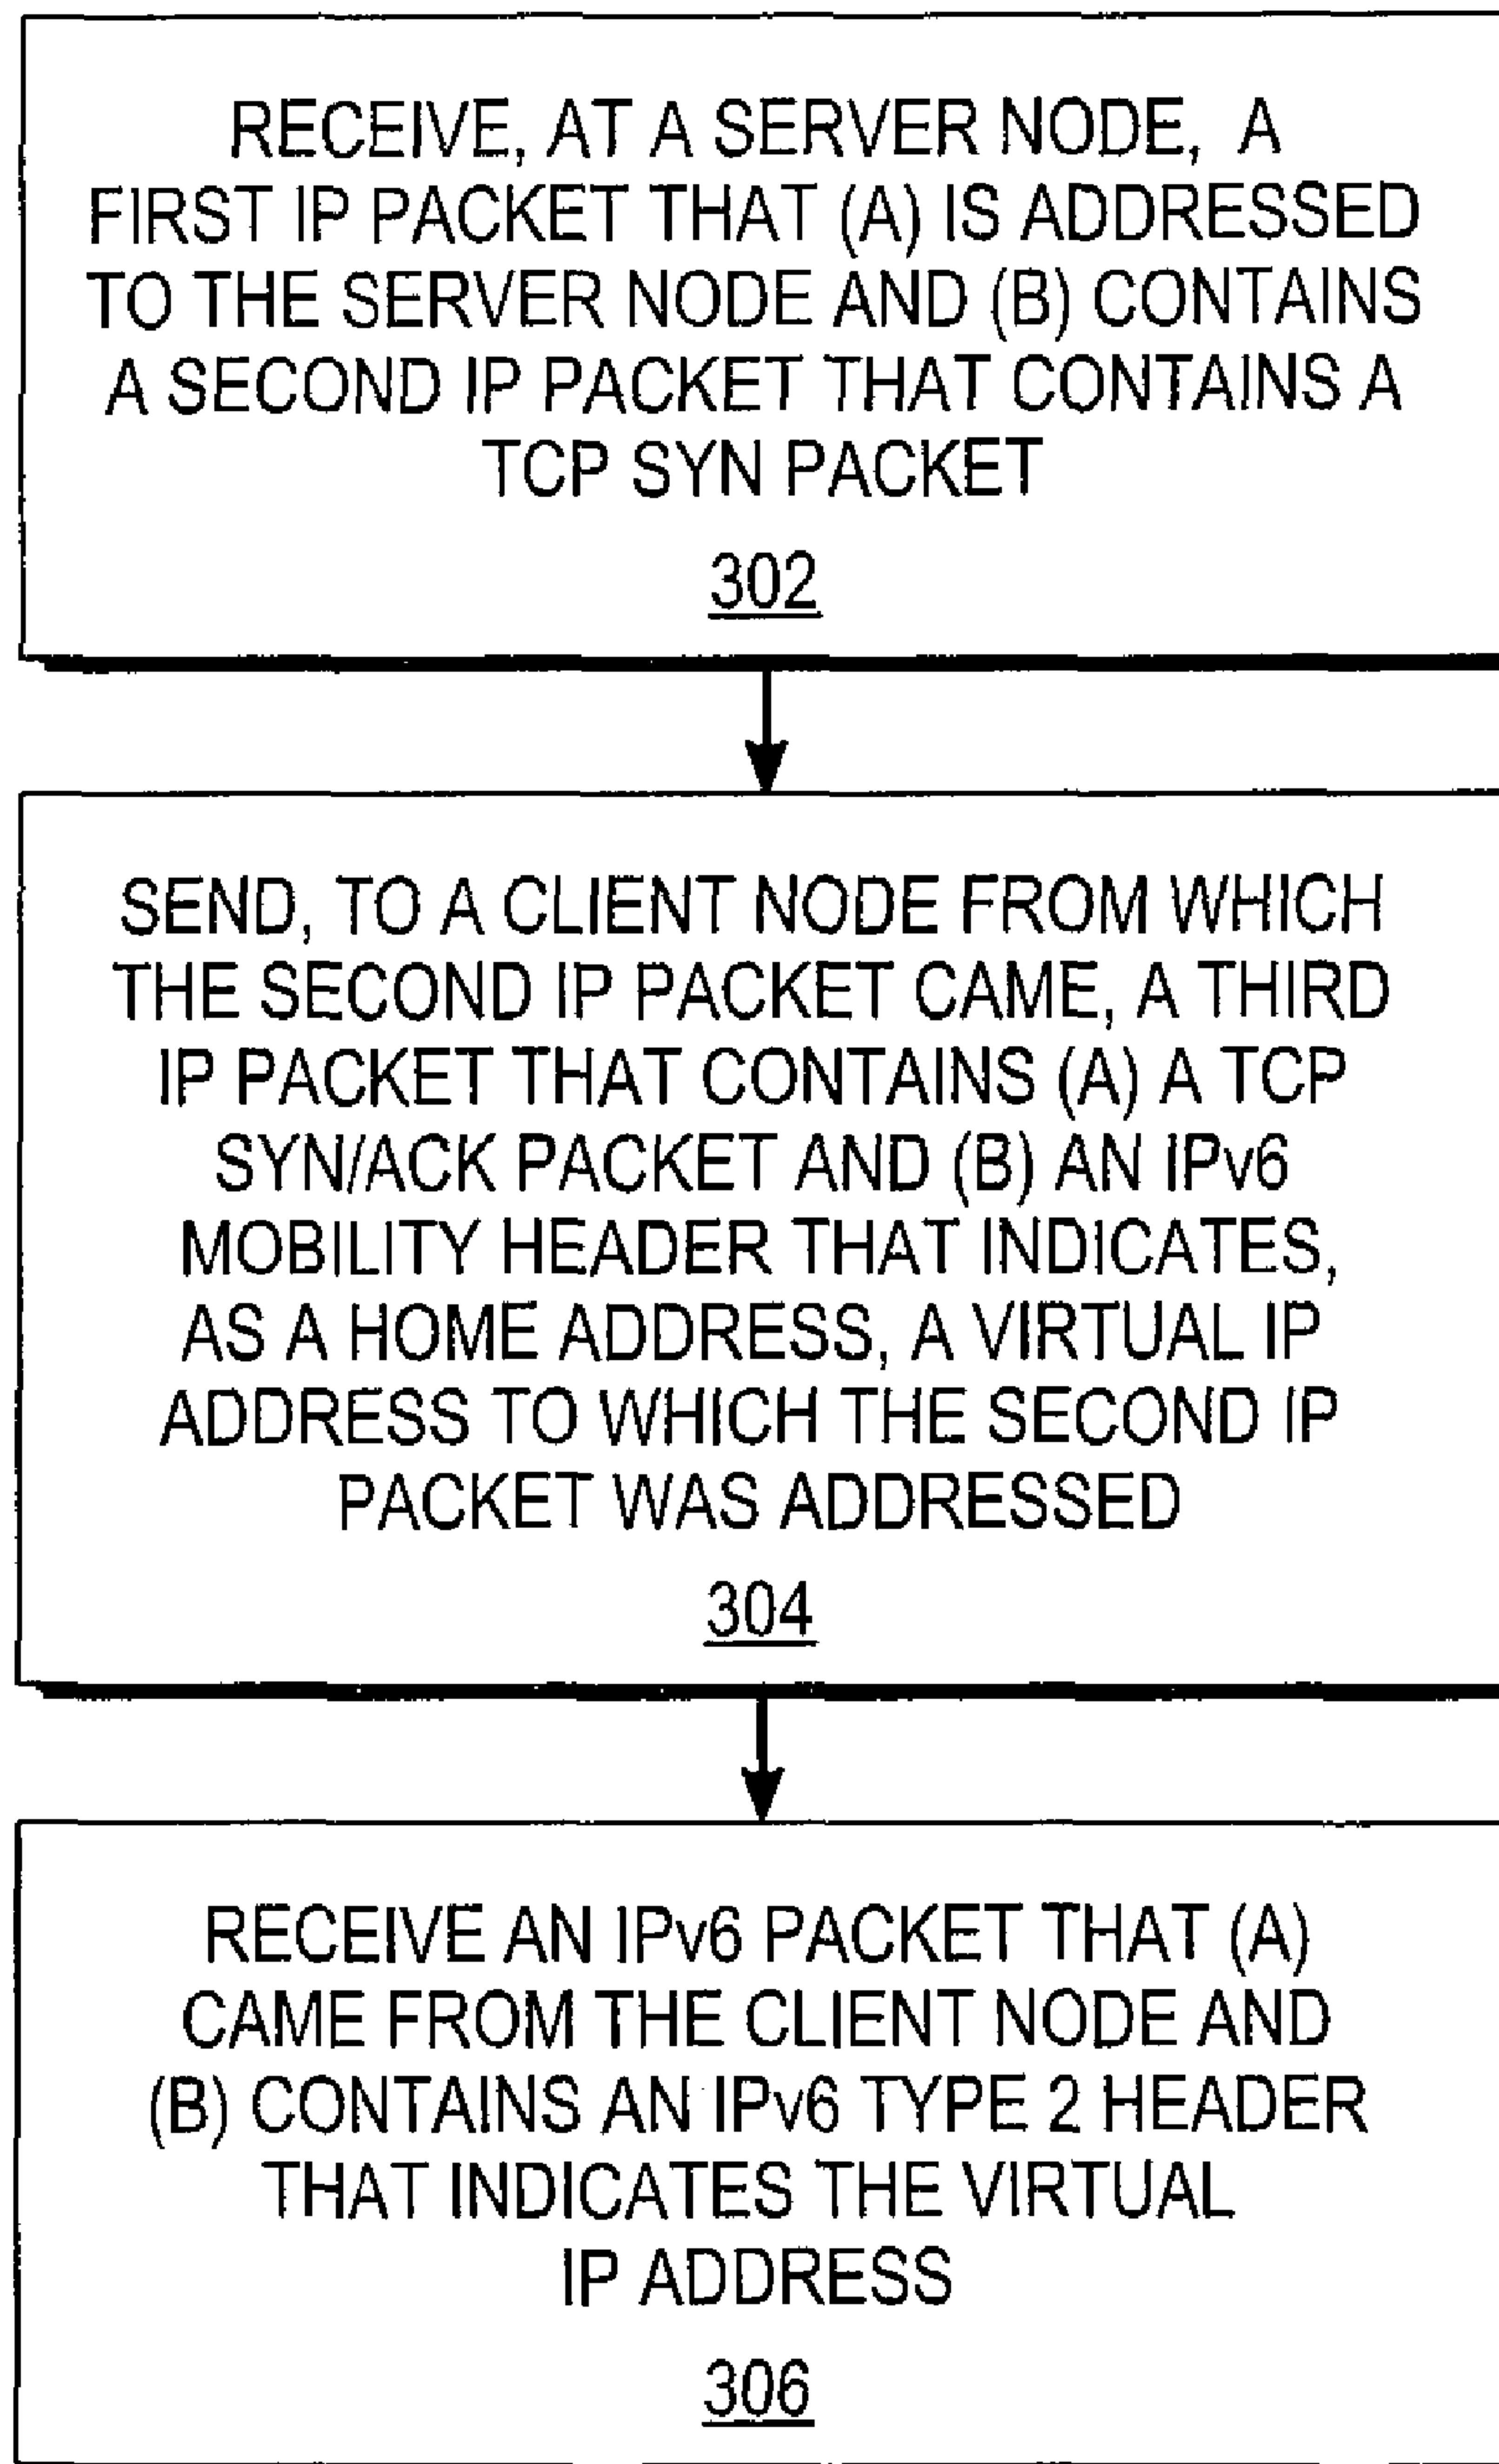 RECEIVE, AT A SERVER NODE, A
FIRST IP PACKET THAT (A) IS ADDRESSED
TO THE SERVER NODE AND (B) CONTAINS
A SECOND IP PACKET THAT CONTAINS A
TCP SYN PACKET
302
SEND, TO A CLIENT NODE FROM WHICH
THE SECOND IP PACKET CAME, A THIRD
IP PACKET THAT CONTAINS (A) A TCP
SYN/ACK PACKET AND (B) AN IPv6
MOBILITY HEADER THAT INDICATES,
AS A HOME ADDRESS, A VIRTUAL IP
ADDRESS TO WHICH THE SECOND IP
PACKET WAS ADDRESSED
304
RECEIVE AN IPv6 PACKET THAT (A)
CAME FROM THE CLIENT NODE AND
(B) CONTAINS AN IPv6 TYPE 2 HEADER
THAT INDICATES THE VIRTUAL
IP ADDRESS
306